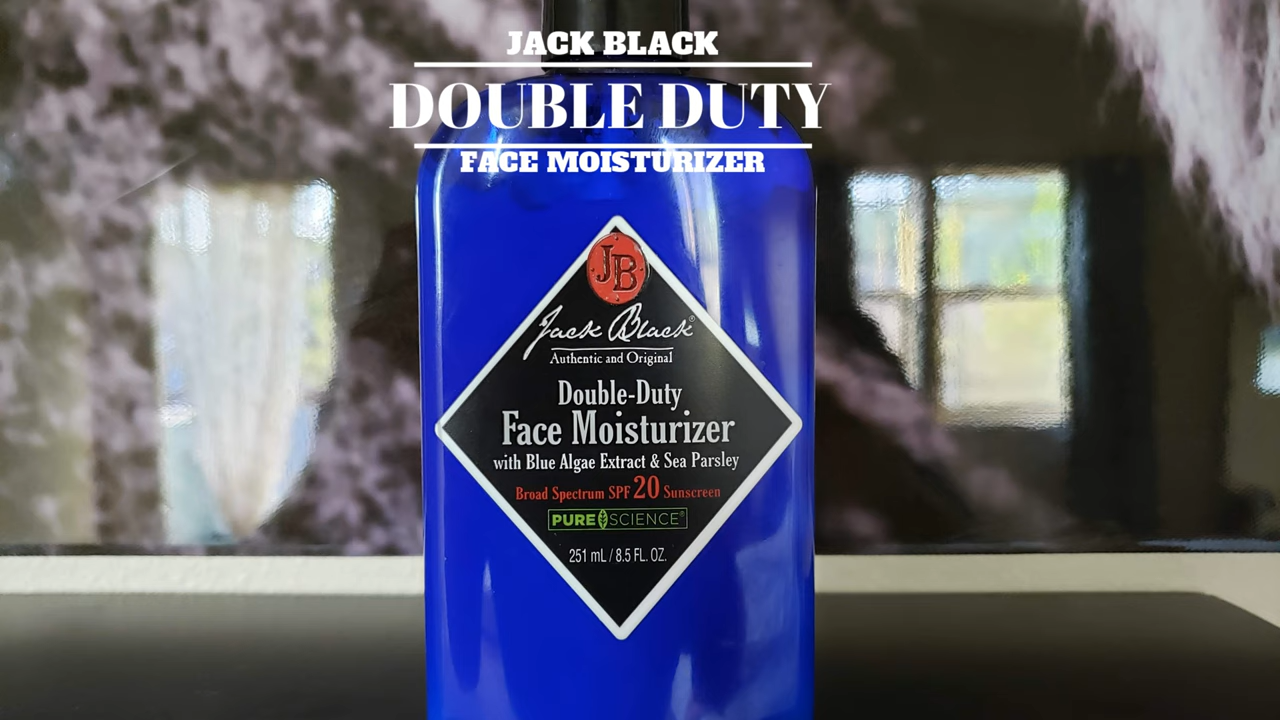 JACK BLACK
DOUBLE DUTY
FACE MOISTURIZER
JB
Jack Black®
Authentic and Original
Double-Duty
Face Moisturizer
with Blue Algae Extract & Sea Parsley
Broad Spectrum SPF 20 Sunscreen
PURE SCIENCE®
251 mL / 8.5 FL. OZ.